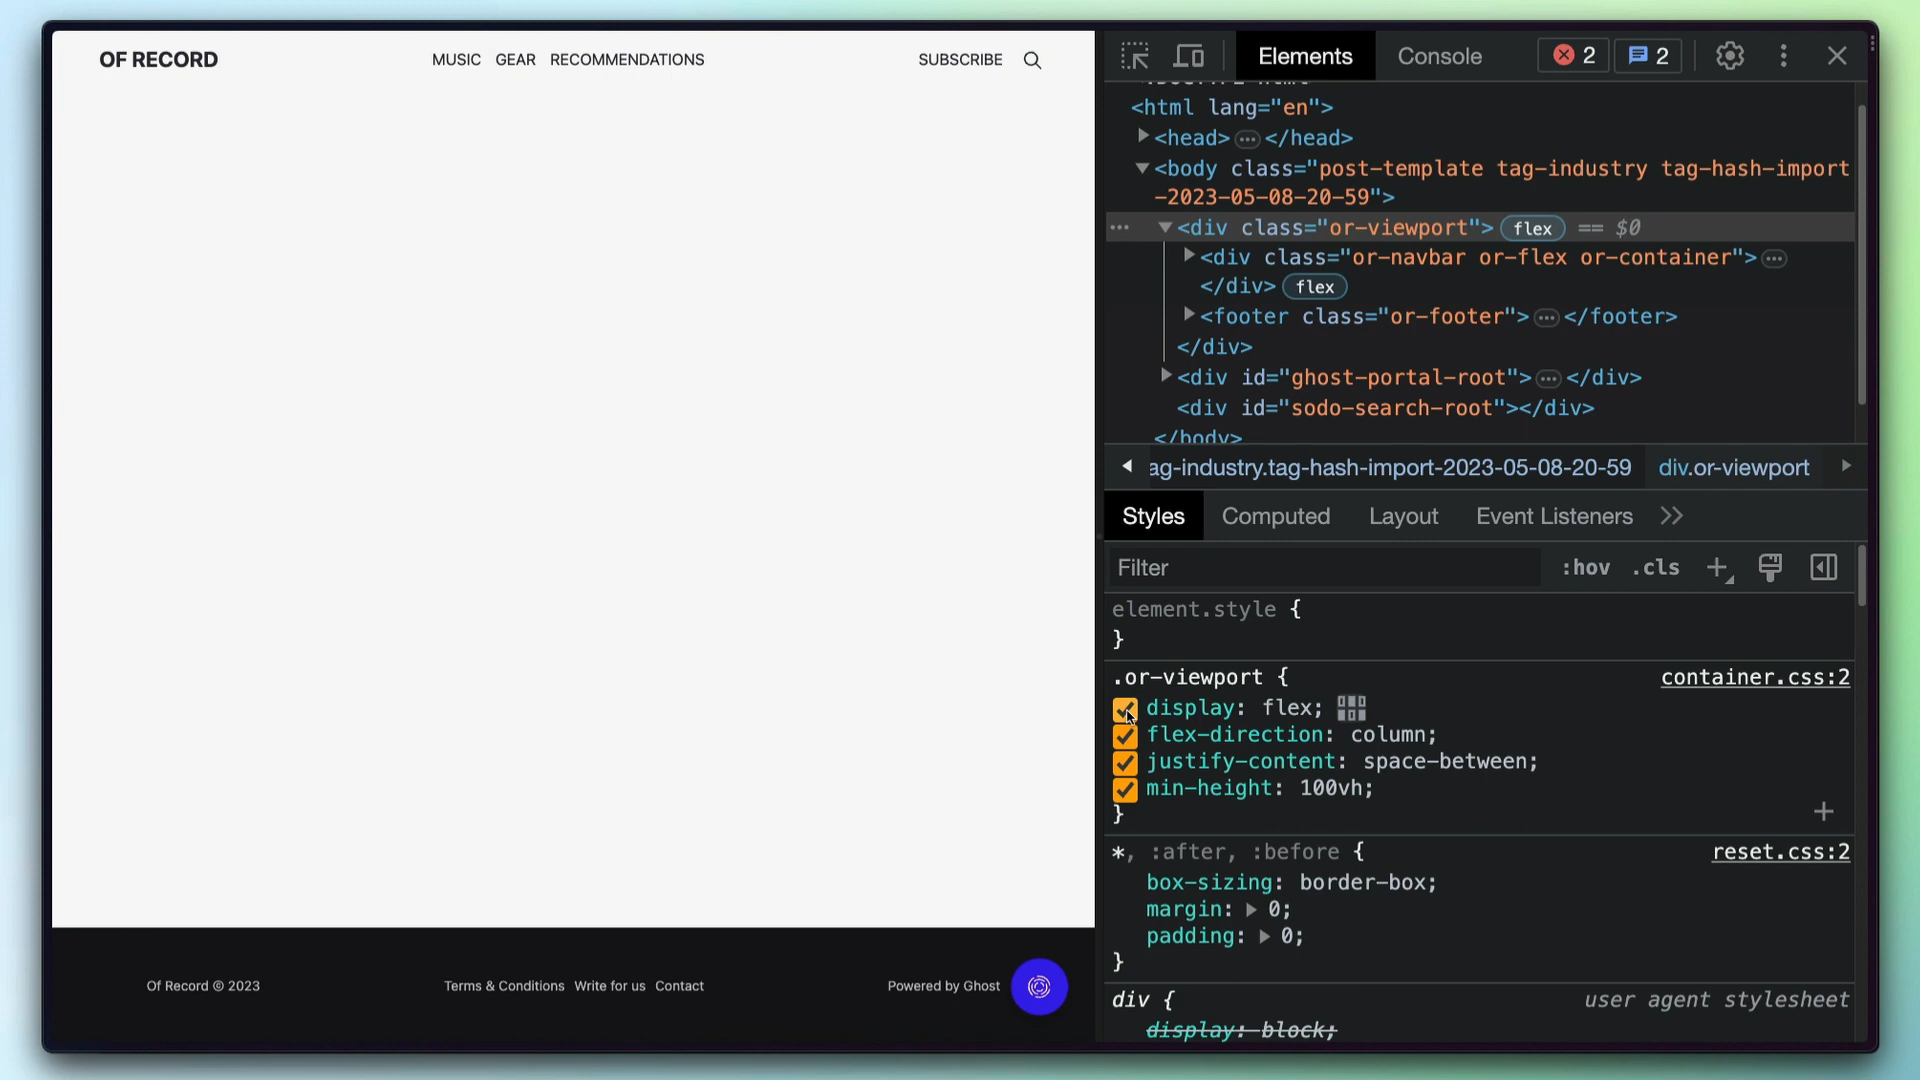 OF RECORD
MUSIC GEAR RECOMMENDATIONS
SUBSCRIBE
Of Record © 2023
Terms & Conditions Write for us Contact
Powered by Ghost
Elements Console 2 2
<html lang="en">
<head> … </head>
<body class="post-template tag-industry tag-hash-import
-2023-05-08-20-59">
… <div class="or-viewport"> flex == $0
<div class="or-navbar or-flex or-container"> …
</div> flex
<footer class="or-footer"> … </footer>
</div>
<div id="ghost-portal-root"> … </div>
<div id="sodo-search-root"></div>
</body>
ag-industry.tag-hash-import-2023-05-08-20-59 div.or-viewport
Styles Computed Layout Event Listeners >>
Filter :hov .cls +
element.style {
}
.or-viewport { container.css:2
display: flex;
flex-direction: column;
justify-content: space-between;
min-height: 100vh;
}
*, :after, :before { reset.css:2
box-sizing: border-box;
margin: 0;
padding: 0;
}
div { user agent stylesheet
display: block;